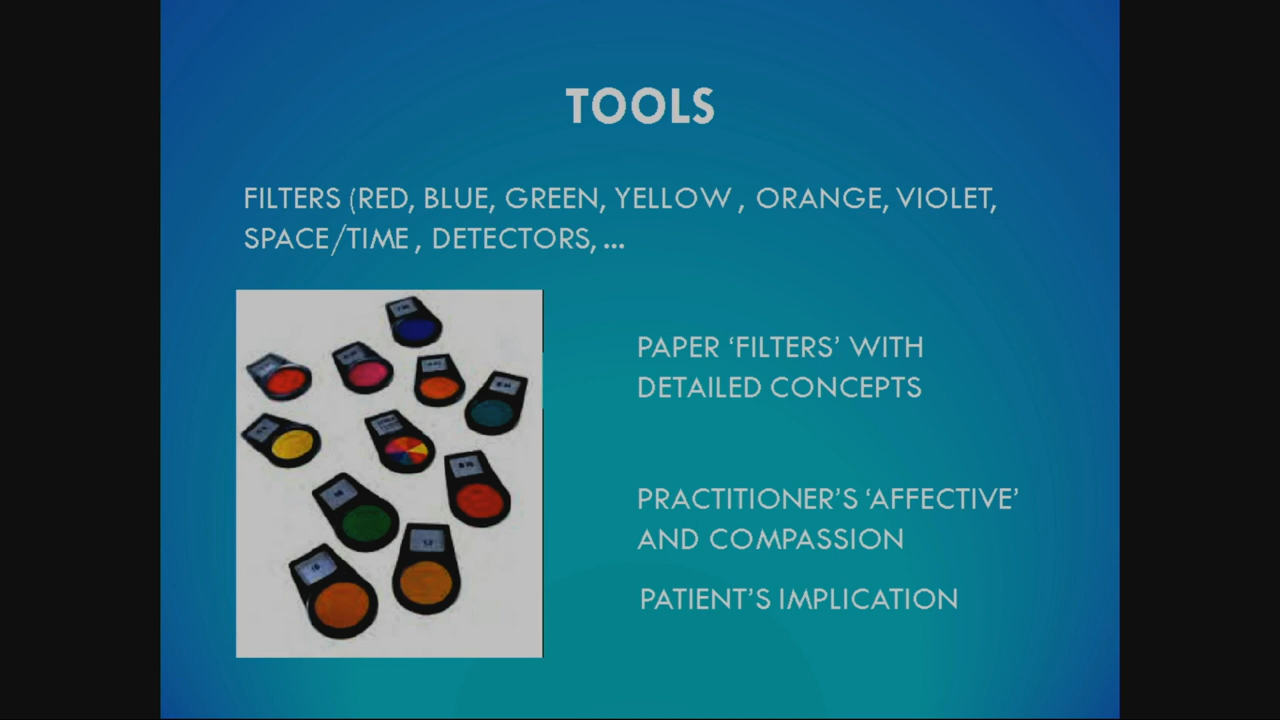 TOOLS
FILTERS (RED, BLUE, GREEN, YELLOW , ORANGE, VIOLET,
SPACE/TIME , DETECTORS, ...
PAPER ‘FILTERS’ WITH
DETAILED CONCEPTS
PRACTITIONER’S ‘AFFECTIVE’
AND COMPASSION
PATIENT’S IMPLICATION